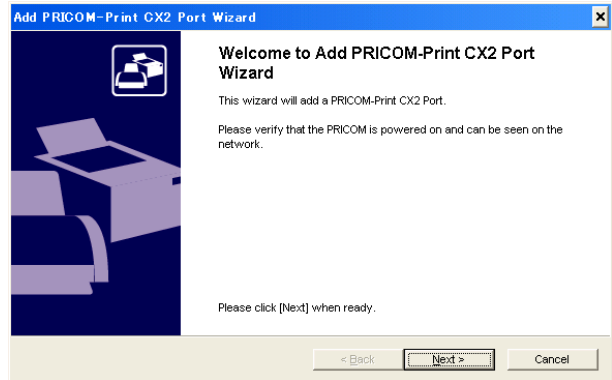 Add PRICOM-Print CX2 Port Wizard
Welcome to Add PRICOM-Print CX2 Port
Wizard
This wizard will add a PRICOM-Print CX2 Port.
Please verify that the PRICOM is powered on and can be seen on the
network.
Please click [Next] when ready.
< Back
Next >
Cancel